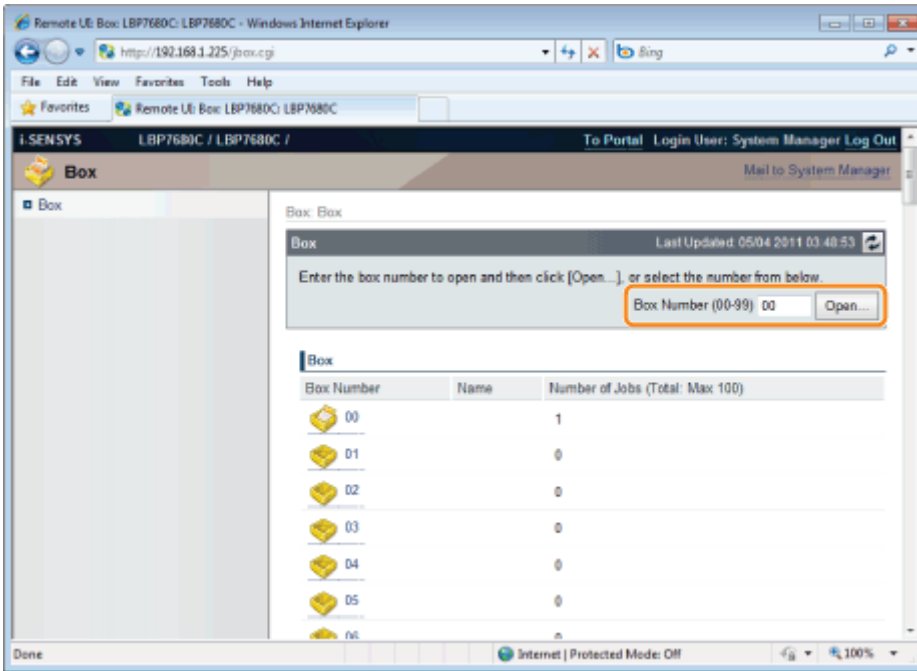 Remote UI: Box: LBP7680C: LBP7680C - Windows Internet Explorer
http://192.168.1.225/jbox.cgi
Bing
File Edit View Favorites Tools Help
Favorites Remote UI: Box: LBP7680C: LBP7680C
i-SENSYS LBP7680C / LBP7680C / To Portal Login User: System Manager Log Out
Box Mail to System Manager
Box
Box: Box
Box Last Updated: 05/04 2011 03:48:53
Enter the box number to open and then click [Open...], or select the number from below.
Box Number (00-99) 00 Open...
Box
Box Number Name Number of Jobs (Total: Max 100)
00 1
01 0
02 0
03 0
04 0
05 0
06 0
Done Internet | Protected Mode: Off 100%